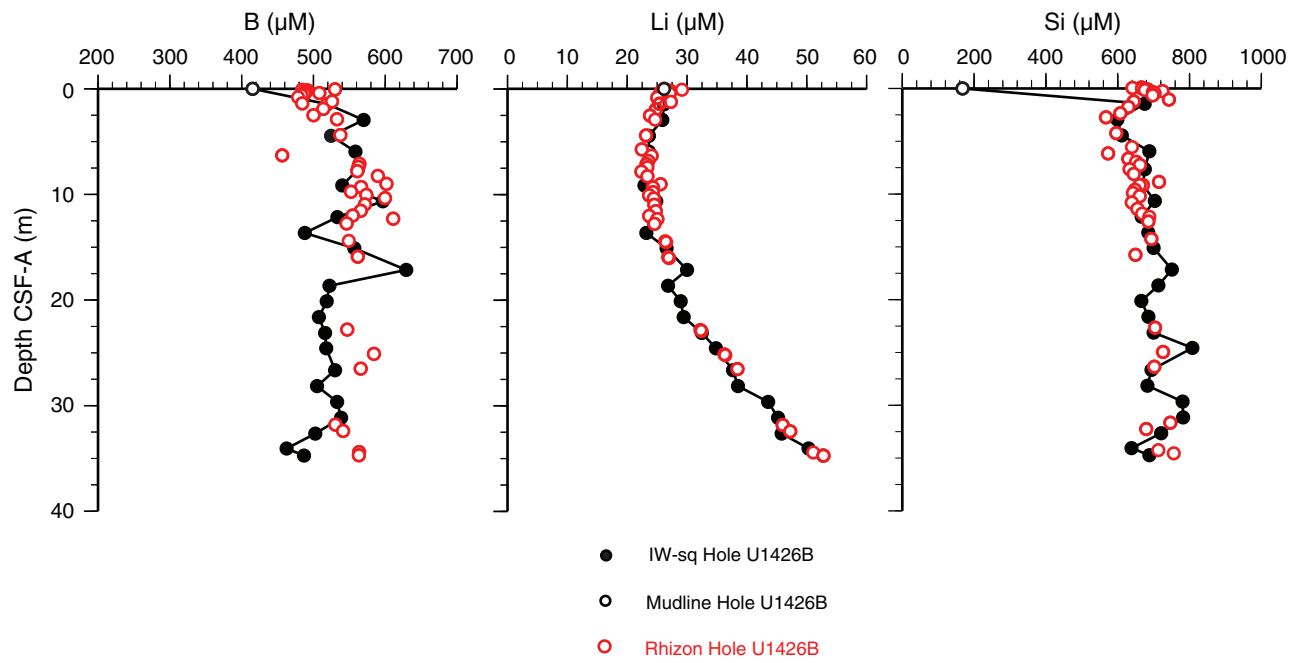 B (µM) Li (µM) Si (µM)
200 300 400 500 600 700 0 10 20 30 40 50 60 0 200 400 600 800 1000
0
10
20
30
40
Depth CSF-A (m)
IW-sq Hole U1426B
Mudline Hole U1426B
Rhizon Hole U1426B